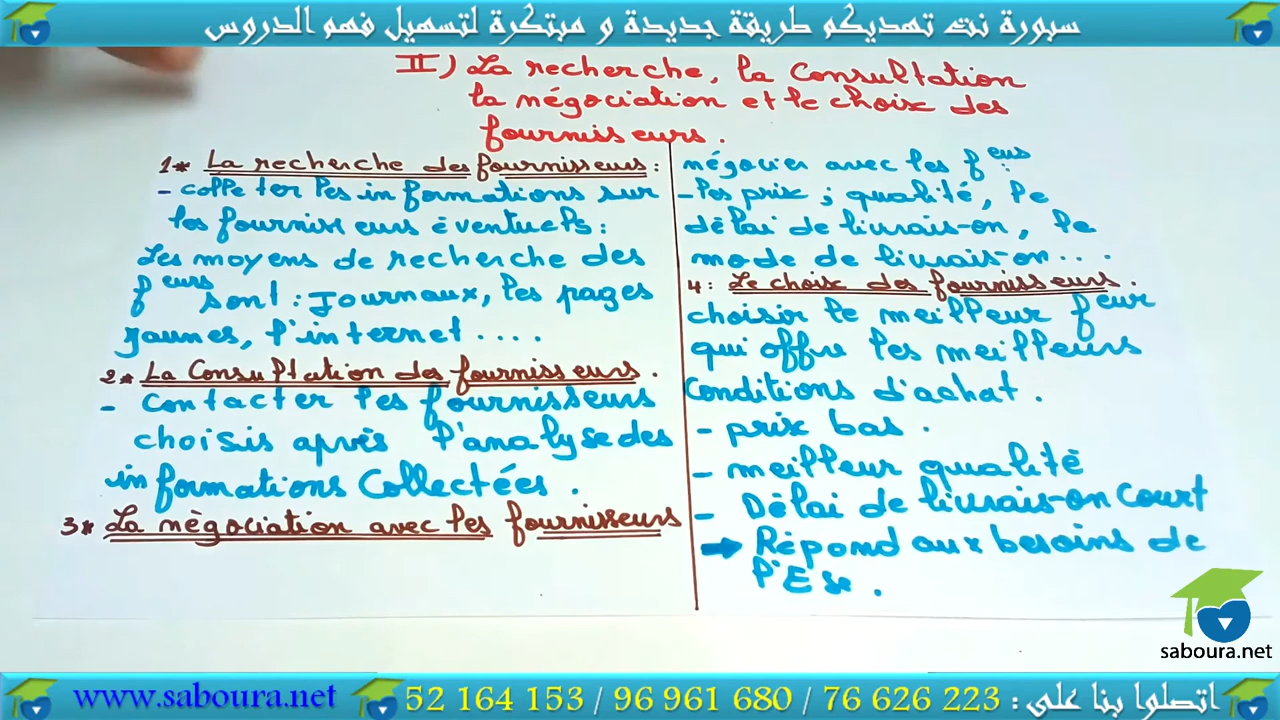 سبورة نت تهديكم طريقة جديدة و مبتكرة لتسهيل فهم الدروس
II) La recherche, la Consultation
la négociation et le choix des
fournisseurs.
1* La recherche des fournisseurs :
- collecter les informations sur
les fournisseurs éventuels :
Les moyens de recherche des
feurs sont : Journaux, les pages
jaunes, l'internet ....
2* La Consultation des fournisseurs.
- Contacter les fournisseurs
choisis après l'analyse des
informations Collectées.
3* La négociation avec les fournisseurs
négocier avec les feurs :
- les prix ; qualité, le
délai de livraison, le
mode de livraison...
4: Le choix des fournisseurs.
choisir le meilleur feur
qui offre les meilleurs
Conditions d'achat.
- prix bas.
- meilleur qualité
- Délai de livraison Court
➡ Répond aux besoins de
l'Ese.
saboura.net
www.saboura.net
52 164 153 / 96 961 680 / 76 626 223 : اتصلوا بنا على